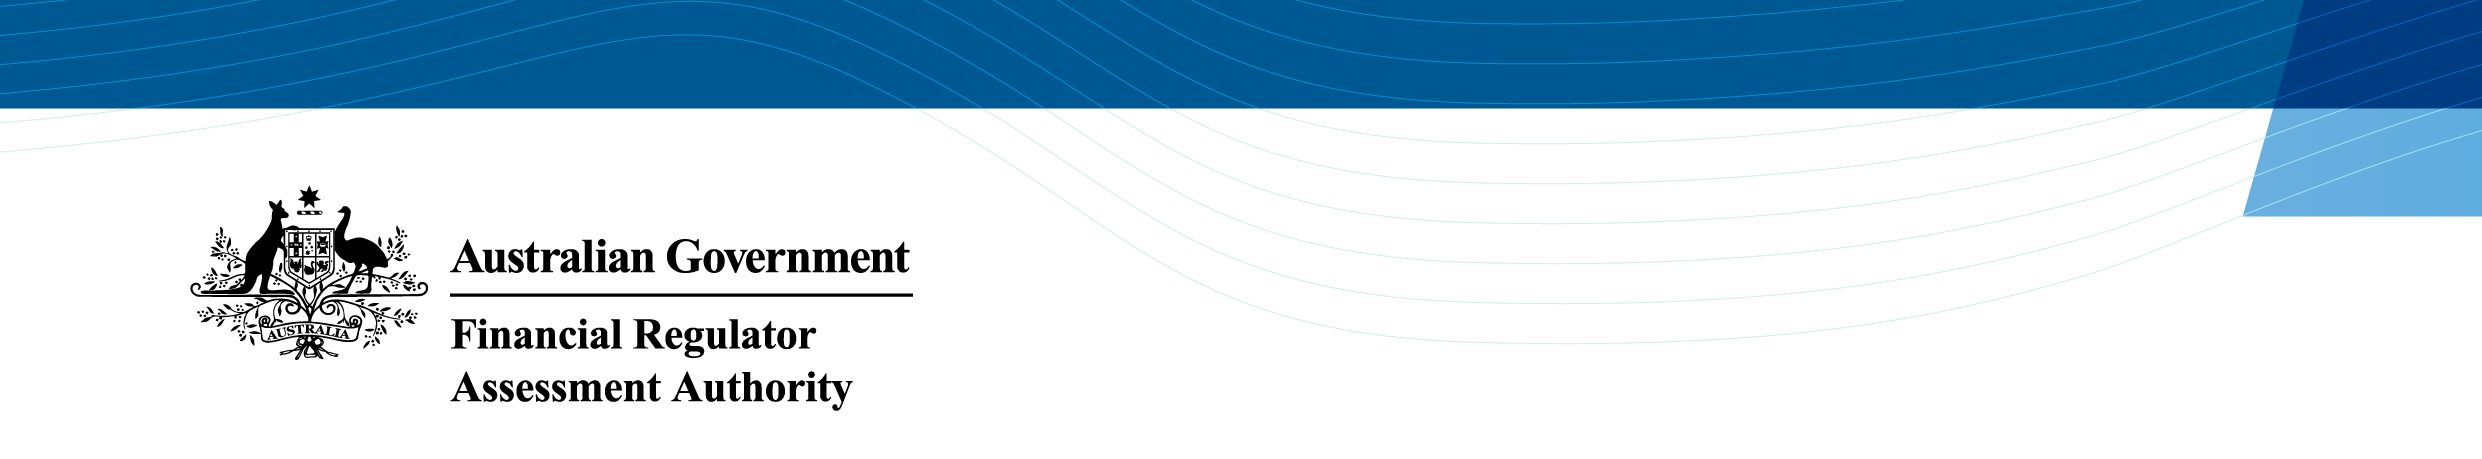 Australian Government
Financial Regulator
Assessment Authority
AUSTRALIA